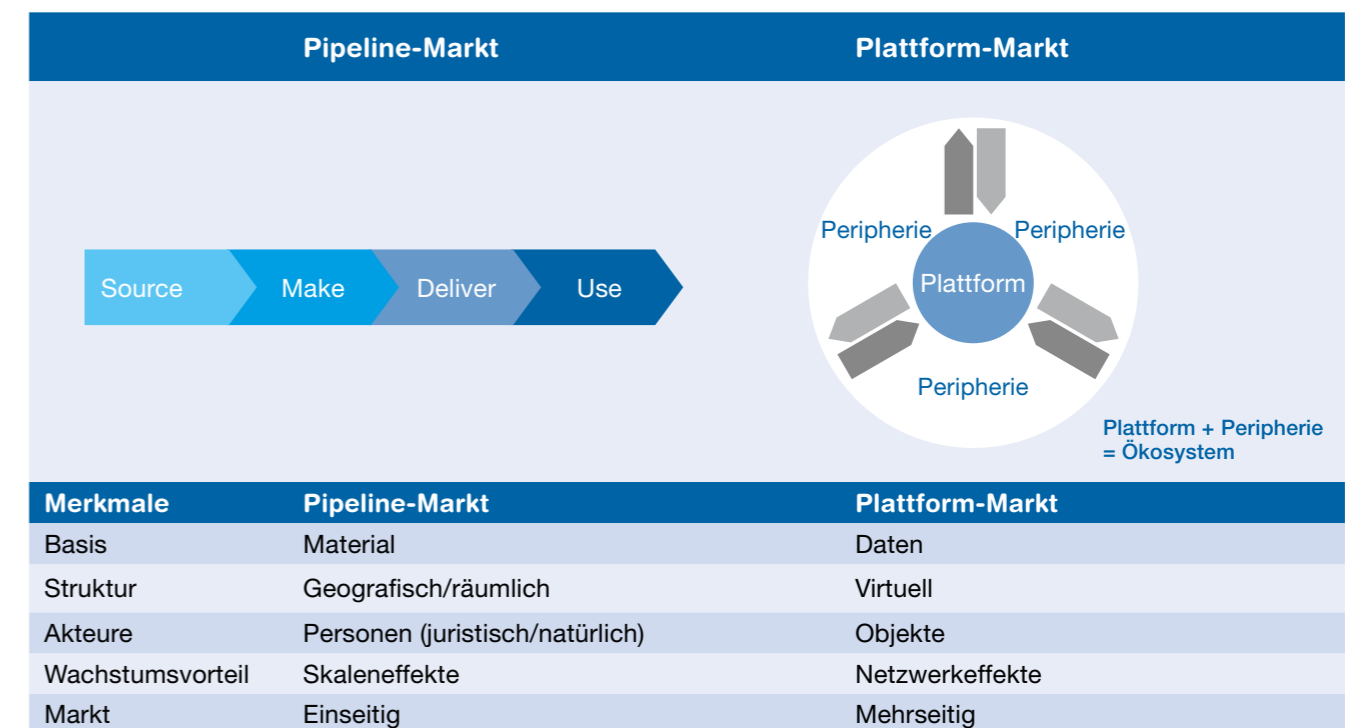 Pipeline-Markt Plattform-Markt
Source Make Deliver Use
Peripherie Peripherie
Plattform
Peripherie
Plattform + Peripherie
= Ökosystem
Merkmale Pipeline-Markt Plattform-Markt
Basis Material Daten
Struktur Geografisch/räumlich Virtuell
Akteure Personen (juristisch/natürlich) Objekte
Wachstumsvorteil Skaleneffekte Netzwerkeffekte
Markt Einseitig Mehrseitig